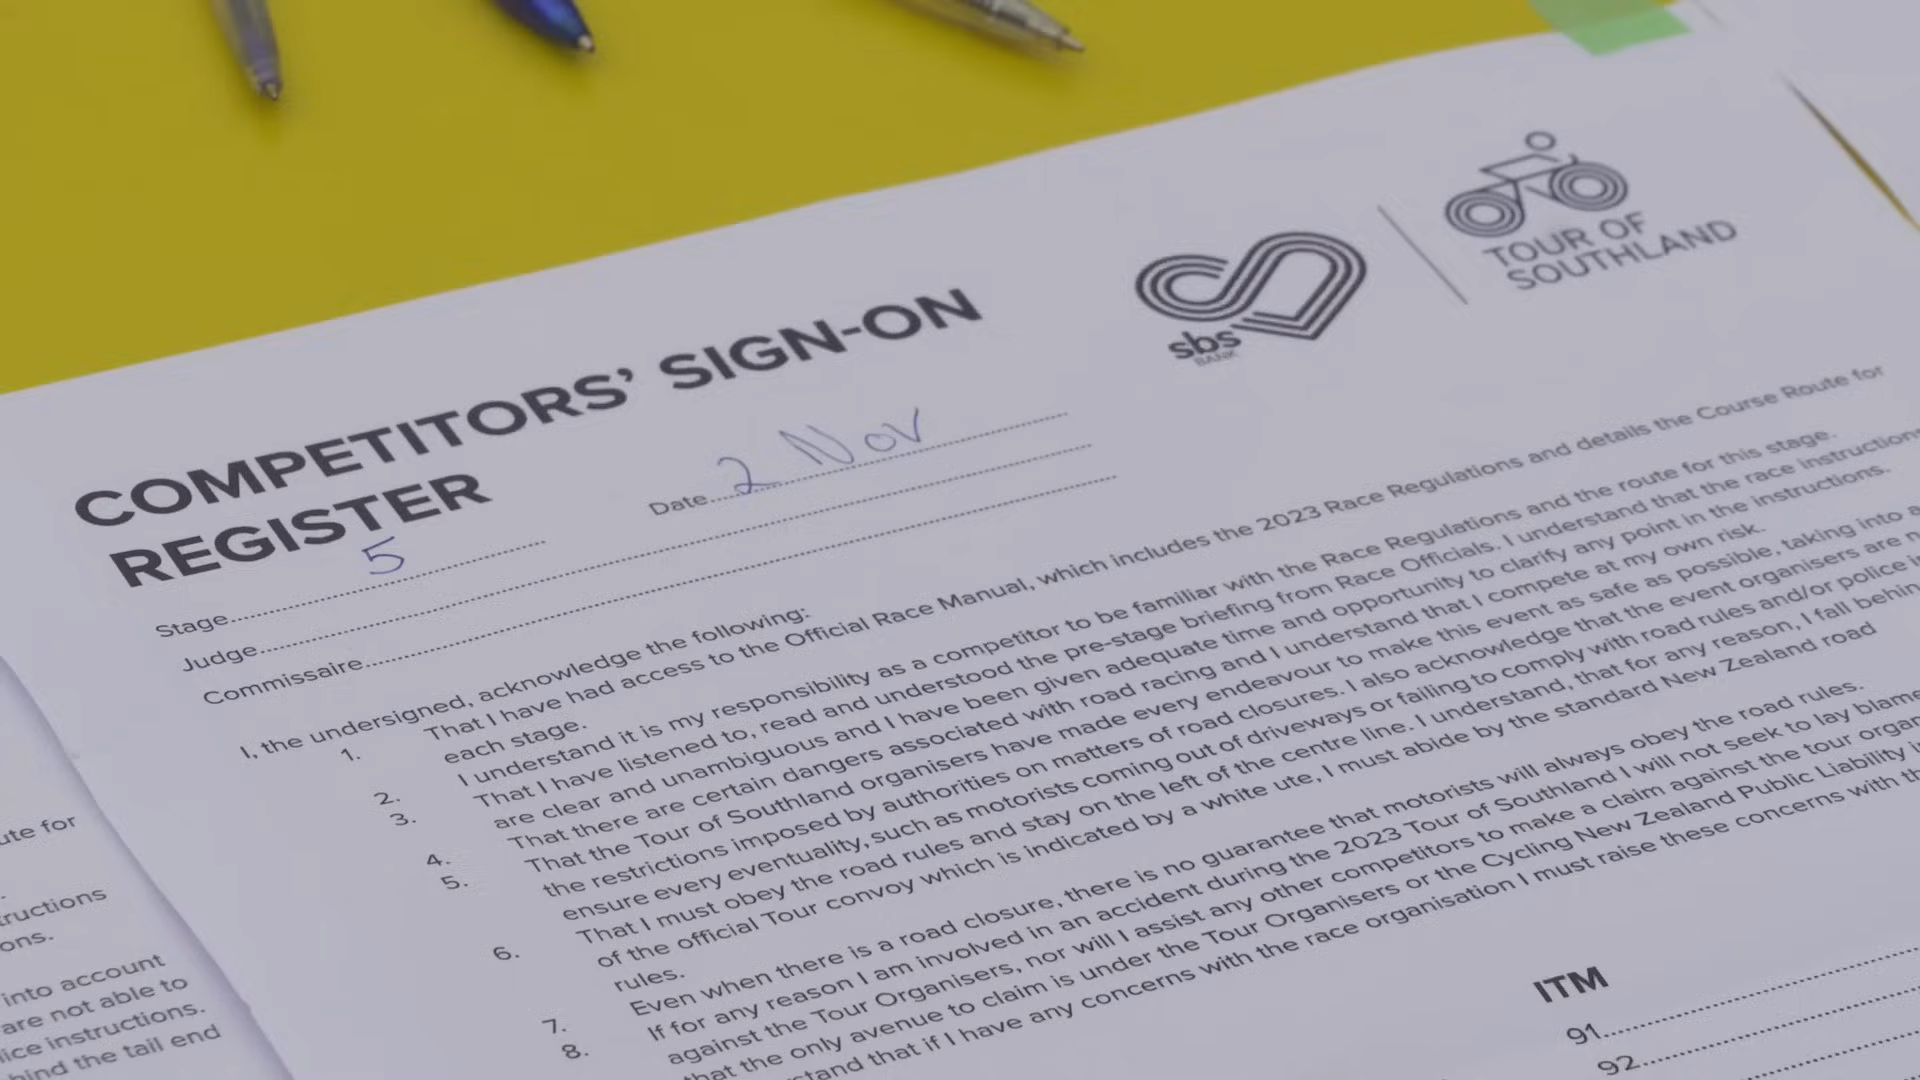 TOUR OF
SOUTHLAND
sbs
BANK
COMPETITORS’ SIGN-ON
REGISTER
Stage 5
Date 2 Nov
Judge
Commissaire
I, the undersigned, acknowledge the following:
1. That I have had access to the Official Race Manual, which includes the 2023 Race Regulations and details the Course Route for
each stage.
2. I understand it is my responsibility as a competitor to be familiar with the Race Regulations and the route for this stage.
3. That I have listened to, read and understood the pre-stage briefing from Race Officials. I understand that the race instructions
are clear and unambiguous and I have been given adequate time and opportunity to clarify any point in the instructions.
4. That there are certain dangers associated with road racing and I understand that I compete at my own risk.
5. That the Tour of Southland organisers have made every endeavour to make this event as safe as possible, taking into
the restrictions imposed by authorities on matters of road closures. I also acknowledge that the event organisers are
ensure every eventuality, such as motorists coming out of driveways or failing to comply with road rules and/or police
6. That I must obey the road rules and stay on the left of the centre line. I understand, that for any reason, I fall behin
of the official Tour convoy which is indicated by a white ute, I must abide by the standard New Zealand road
rules.
7. Even when there is a road closure, there is no guarantee that motorists will always obey the road rules.
8. If for any reason I am involved in an accident during the 2023 Tour of Southland I will not seek to lay blame
against the Tour Organisers, nor will I assist any other competitors to make a claim against the tour organ
that the only avenue to claim is under the Tour Organisers or the Cycling New Zealand Public Liability
stand that if I have any concerns with the race organisation I must raise these concerns with
ITM
91
92
ute for
ructions
ons.
into account
are not able to
lice instructions.
hind the tail end